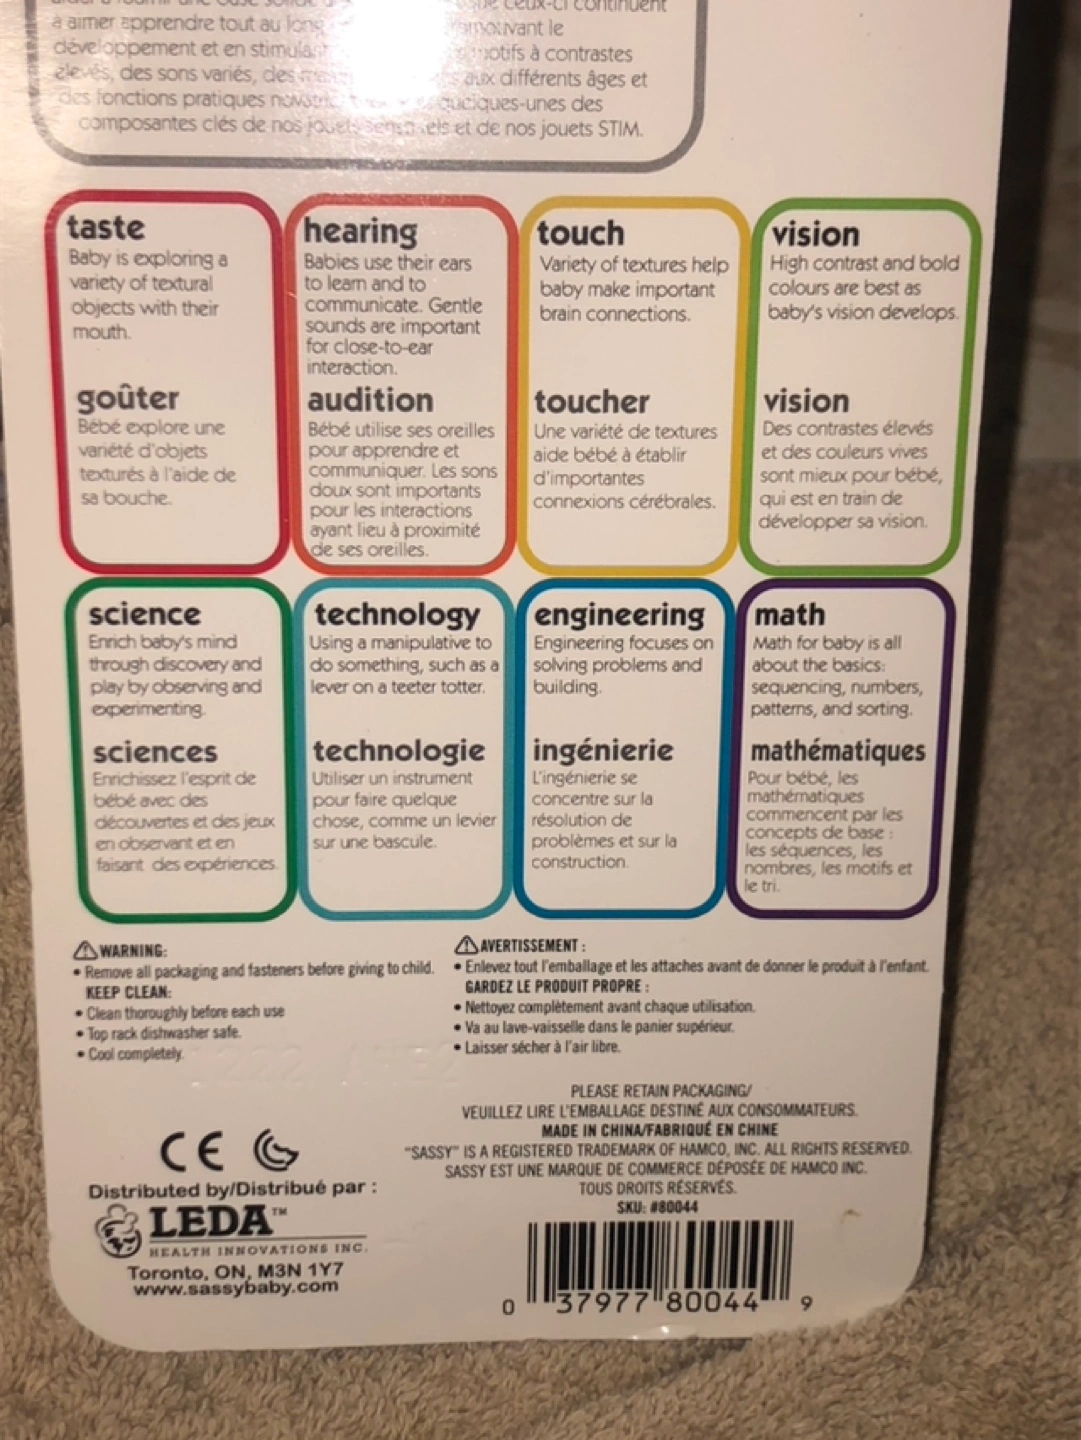 à aimer apprendre tout au long
développement et en stimulant
motifs à contrastes
élevés, des sons variés, des
aux différents âges et
des fonctions pratiques quelques-unes des
composantes clés de nos jouets et de nos jouets STIM.
taste
Baby is exploring a
variety of textural
objects with their
mouth.
goûter
Bébé explore une
variété d'objets
texturés à l'aide de
sa bouche.
hearing
Babies use their ears
to learn and to
communicate. Gentle
sounds are important
for close-to-ear
interaction.
audition
Bébé utilise ses oreilles
pour apprendre et
communiquer. Les sons
doux sont importants
pour les interactions
ayant lieu à proximité
de ses oreilles.
touch
Variety of textures help
baby make important
brain connections.
toucher
Une variété de textures
aide bébé à établir
d'importantes
connexions cérébrales.
vision
High contrast and bold
colours are best as
baby's vision develops.
vision
Des contrastes élevés
et des couleurs vives
sont mieux pour bébé,
qui est en train de
développer sa vision.
science
Enrich baby's mind
through discovery and
play by observing and
experimenting.
sciences
Enrichissez l'esprit de
bébé avec des
découvertes et des jeux
en observant et en
faisant des expériences.
technology
Using a manipulative to
do something, such as a
lever on a teeter totter.
technologie
Utiliser un instrument
pour faire quelque
chose, comme un levier
sur une bascule.
engineering
Engineering focuses on
solving problems and
building.
ingénierie
L'ingénierie se
concentre sur la
résolution de
problèmes et sur la
construction.
math
Math for baby is all
about the basics:
sequencing, numbers,
patterns, and sorting.
mathématiques
Pour bébé, les
mathématiques
commencent par les
concepts de base :
les séquences, les
nombres, les motifs et
le tri.
WARNING:
• Remove all packaging and fasteners before giving to child.
KEEP CLEAN:
• Clean thoroughly before each use
• Top rack dishwasher safe.
• Cool completely.
AVERTISSEMENT :
• Enlevez tout l'emballage et les attaches avant de donner le produit à l'enfant.
GARDEZ LE PRODUIT PROPRE :
• Nettoyez complètement avant chaque utilisation.
• Va au lave-vaisselle dans le panier supérieur.
• Laisser sécher à l'air libre.
PLEASE RETAIN PACKAGING/
VEUILLEZ LIRE L'EMBALLAGE DESTINÉ AUX CONSOMMATEURS.
MADE IN CHINA/FABRIQUÉ EN CHINE
"SASSY" IS A REGISTERED TRADEMARK OF HAMCO, INC. ALL RIGHTS RESERVED.
SASSY EST UNE MARQUE DE COMMERCE DÉPOSÉE DE HAMCO INC.
TOUS DROITS RÉSERVÉS.
SKU: #80044
CE
Distributed by/Distribué par :
LEDA™
HEALTH INNOVATIONS INC.
Toronto, ON, M3N 1Y7
www.sassybaby.com
0 37977 80044 9